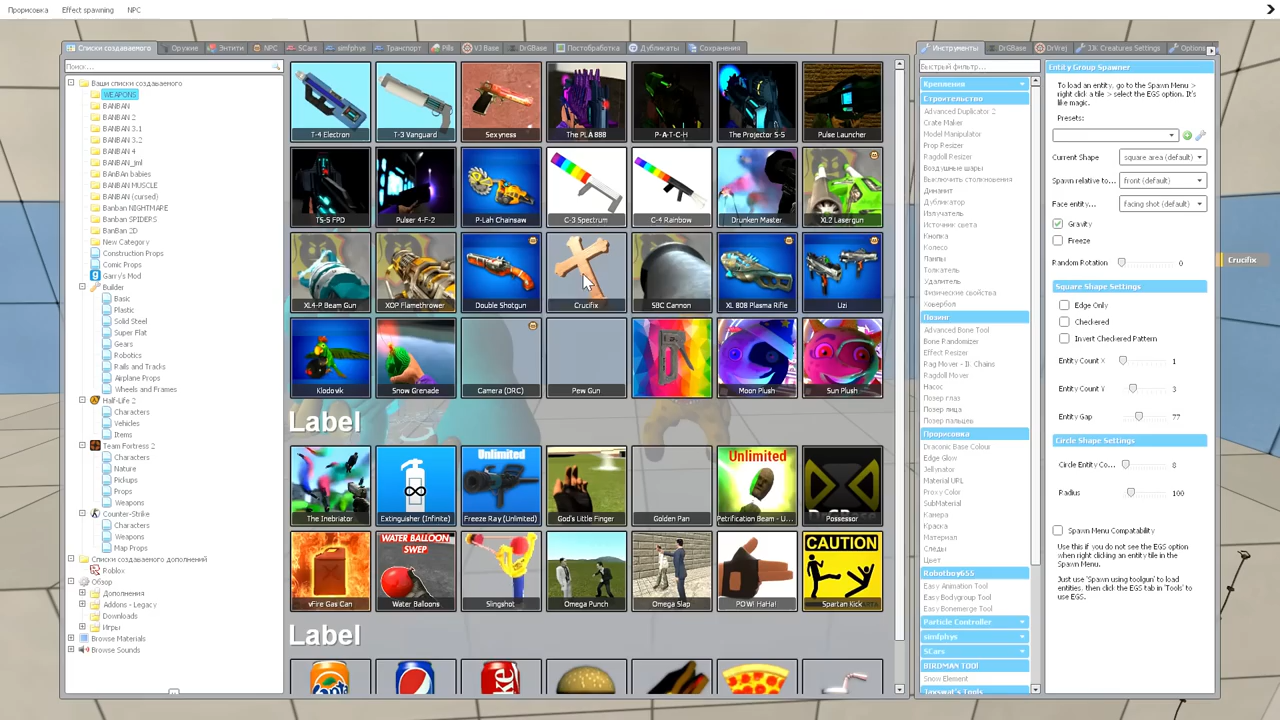 Прорисовка Effect spawning NPC
Списки создаваемого Оружие Энтити NPC SCars simfphys Транспорт Pills VJ Base DrGBase Постобработка Дубликаты Сохранения
Поиск...
Ваши списки создаваемого
WEAPONS
BANBAN
BANBAN 2
BANBAN 3.1
BANBAN 3.2
BANBAN 4
BANBAN_jml
BAnBAn babies
BANBAN MUSCLE
BANBAN (cursed)
Banban NIGHTMARE
Banban SPIDERS
BanBan 2D
New Category
Construction Props
Comic Props
Garry's Mod
Builder
Basic
Plastic
Solid Steel
Super Flat
Gears
Robotics
Rails and Tracks
Airplane Props
Wheels and Frames
Half-Life 2
Characters
Vehicles
Items
Team Fortress 2
Characters
Nature
Pickups
Props
Weapons
Counter-Strike
Characters
Weapons
Map Props
Списки создаваемого дополнений
Roblox
Обзор
Дополнения
Addons - Legacy
Downloads
Игры
Browse Materials
Browse Sounds
T-4 Electron T-3 Vanguard Sexyness The PLA 888 P-A-T-C-H The Projector S-5 Pulse Launcher
TS-5 FPD Pulser 4-F-2 P-Lah Chainsaw C-3 Spectrum C-4 Rainbow Drunken Master XL2 Lasergun
XL4-P Beam Gun XOP Flamethrower Double Shotgun Crucifix SBC Cannon XL 808 Plasma Rifle Uzi
Klodovik Snow Grenade Camera (DRC) Pew Gun Moon Plush Sun Plush
Label
Unlimited Unlimited
The Inebriator Extinguisher (Infinite) Freeze Ray (Unlimited) God's Little Finger Golden Pan Petrification Beam - U... Possessor
WATER BALLOON
SWEP
CAUTION
vFire Gas Can Water Balloons Slingshot Omega Punch Omega Slap POW! HaHa! Spartan Kick
Label
Инструменты DrGBase DrVrej J.K. Creatures Settings Options
Быстрый фильтр...
Крепления
Строительство
Advanced Duplicator 2
Crate Maker
Model Manipulator
Prop Resizer
Ragdoll Resizer
Воздушные шары
Выключить столкновения
Динамит
Дубликатор
Излучатель
Источник света
Кнопка
Колесо
Лампы
Толкатель
Удалитель
Физические свойства
Ховербол
Позинг
Advanced Bone Tool
Bone Randomizer
Effect Resizer
Rag Mover - IK Chains
Ragdoll Mover
Насос
Позер глаз
Позер лица
Позер пальцев
Прорисовка
Draconic Base Colour
Edge Glow
Jellynator
Material URL
Proxy Color
SubMaterial
Камера
Краска
Материал
Следы
Цвет
Robotboy655
Easy Animation Tool
Easy Bodygroup Tool
Easy Bonemerge Tool
Particle Controller
simfphys
SCars
BIRDMAN TOOl
Snow Element
Entity Group Spawner
To load an entity, go to the Spawn Menu >
right click a tile > select the EGS option. It's
like magic.
Presets:
Current Shape square area (default)
Spawn relative to... front (default)
Face entity... facing shot (default)
Gravity
Freeze
Random Rotation 0
Square Shape Settings
Edge Only
Checkered
Invert Checkered Pattern
Entity Count X 1
Entity Count Y 3
Entity Gap 77
Circle Shape Settings
Circle Entity Co... 8
Radius 100
Spawn Menu Compatability
Use this if you do not see the EGS option
when right clicking an entity tile in the
Spawn Menu.
Just use 'Spawn using toolgun' to load
entities, then click the EGS tab in 'Tools' to
use EGS.
Crucifix